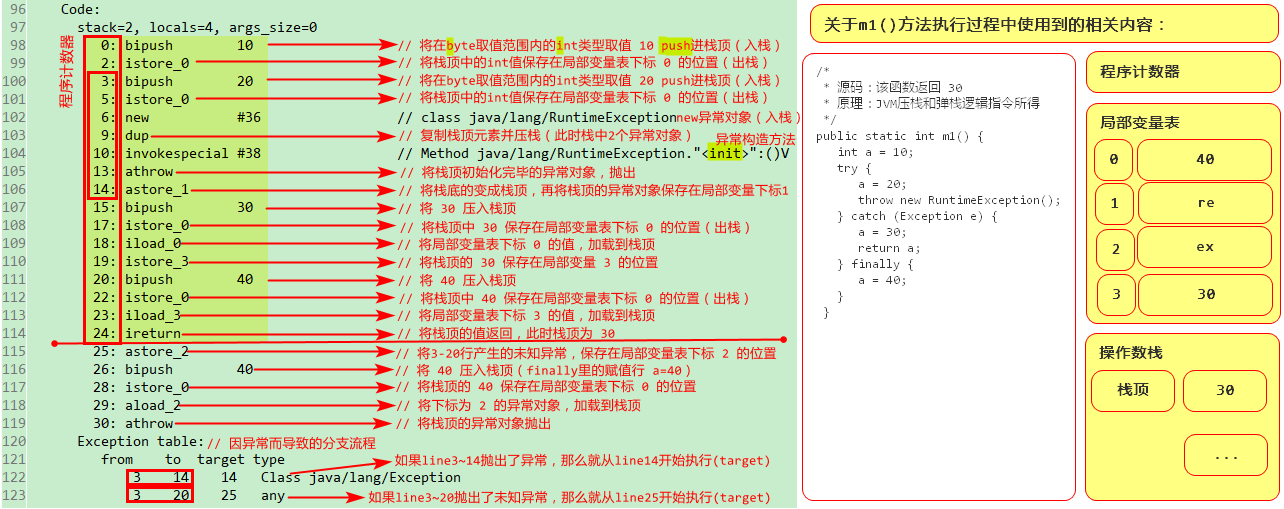 96 Code:
97 stack=2, locals=4, args_size=0
程序计数器
98 0: bipush 10 // 将在byte取值范围内的int类型取值 10 push进栈顶（入栈）
99 2: istore_0 // 将栈顶中的int值保存在局部变量表下标 0 的位置（出栈）
100 3: bipush 20 // 将在byte取值范围内的int类型取值 20 push进栈顶（入栈）
101 5: istore_0 // 将栈顶中的int值保存在局部变量表下标 0 的位置（出栈）
102 6: new #36 // class java/lang/RuntimeExceptionnew异常对象（入栈）
103 9: dup // 复制栈顶元素并压栈（此时栈中2个异常对象） 异常构造方法
104 10: invokespecial #38 // Method java/lang/RuntimeException."<init>":()V
105 13: athrow // 将栈顶初始化完毕的异常对象，抛出
106 14: astore_1 // 将栈底的变成栈顶，再将栈顶的异常对象保存在局部变量下标1
107 15: bipush 30 // 将 30 压入栈顶
108 17: istore_0 // 将栈顶中 30 保存在局部变量表下标 0 的位置（出栈）
109 18: iload_0 // 将局部变量表下标 0 的值，加载到栈顶
110 19: istore_3 // 将栈顶的 30 保存在局部变量 3 的位置
111 20: bipush 40 // 将 40 压入栈顶
112 22: istore_0 // 将栈顶中 40 保存在局部变量表下标 0 的位置（出栈）
113 23: iload_3 // 将局部变量表下标 3 的值，加载到栈顶
114 24: ireturn // 将栈顶的值返回，此时栈顶为 30
115 25: astore_2 // 将3-20行产生的未知异常，保存在局部变量表下标 2 的位置
116 26: bipush 40 // 将 40 压入栈顶（finally里的赋值行 a=40）
117 28: istore_0 // 将栈顶的 40 保存在局部变量表下标 0 的位置
118 29: aload_2 // 将下标为 2 的异常对象，加载到栈顶
119 30: athrow // 将栈顶的异常对象抛出
120 Exception table: // 因异常而导致的分支流程
121 from to target type 如果line3~14抛出了异常，那么就从line14开始执行(target)
122 3 14 14 Class java/lang/Exception
123 3 20 25 any 如果line3~20抛出了未知异常，那么就从line25开始执行(target)
关于m1()方法执行过程中使用到的相关内容：
/*
* 源码：该函数返回 30
* 原理：JVM压栈和弹栈逻辑指令所得
*/
public static int m1() {
int a = 10;
try {
a = 20;
throw new RuntimeException();
} catch (Exception e) {
a = 30;
return a;
} finally {
a = 40;
}
}
程序计数器
局部变量表
0 40
1 re
2 ex
3 30
操作数栈
栈顶 30
...